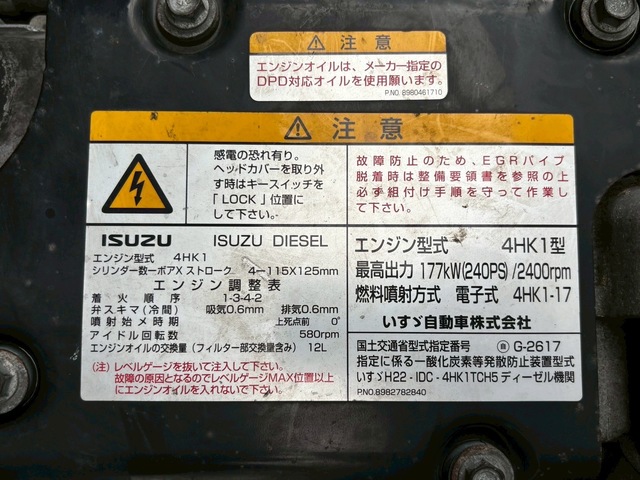 注意
エンジンオイルは、メーカー指定の
DPD対応オイルを使用願います。
P.NO. 8980461710
注意
感電の恐れ有り。
ヘッドカバーを取り外
す時はキースイッチを
「LOCK」位置に
して下さい。
故障防止のため、EGRパイプ
脱着時は整備要領書を参照の上
必ず組付け手順を守って作業し
て下さい。
ISUZU ISUZU DIESEL
エンジン型式 4HK1
シリンダー数ーボアX ストローク 4-115X125mm
エンジン調整表
着火順序 1-3-4-2
弁スキマ(冷間) 吸気0.6mm 排気0.6mm
噴射始メ時期 上死点前 0°
アイドル回転数 580rpm
エンジンオイルの交換量 (フィルター部交換量含み) 12L
(注) レベルゲージを抜いて注入して下さい。
故障の原因となるのでレベルゲージMAX位置以上
にエンジンオイルを入れないで下さい。
エンジン型式 4HK1型
最高出力 177kW(240PS)/2400rpm
燃料噴射方式 電子式 4HK1-17
いすゞ自動車株式会社
国土交通省型式指定番号 ㊂ G-2617
指定に係る一酸化炭素等発散防止装置型式
いすゞH22-IDC-4HK1TCH5 ディーゼル機関
P.NO.8982782840